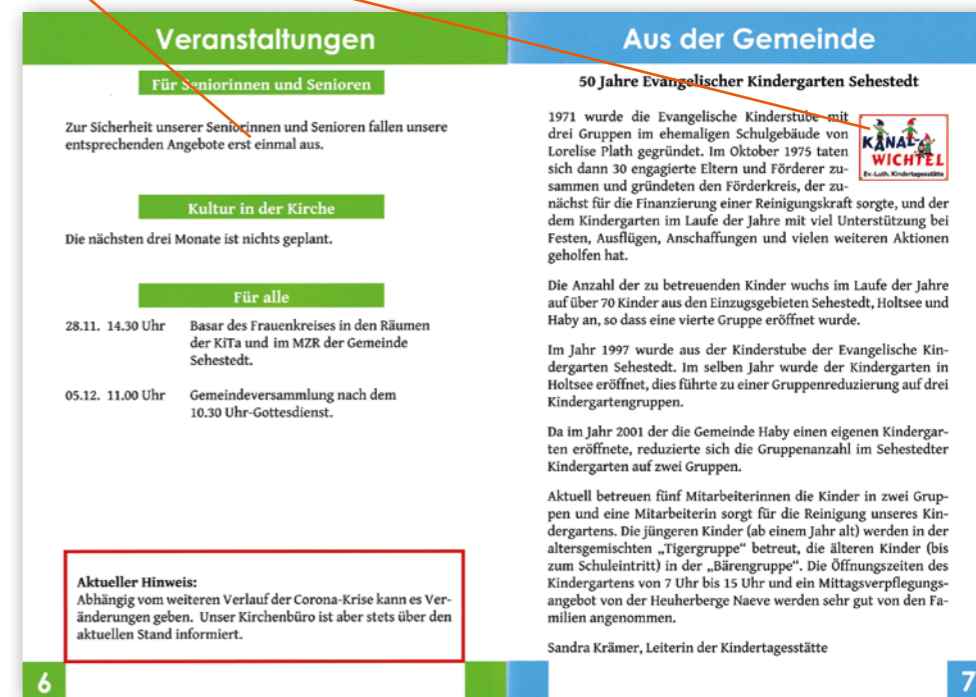 Veranstaltungen
Für Seniorinnen und Senioren
Zur Sicherheit unserer Seniorinnen und Senioren fallen unsere
entsprechenden Angebote erst einmal aus.
Kultur in der Kirche
Die nächsten drei Monate ist nichts geplant.
Für alle
28.11. 14.30 Uhr Basar des Frauenkreises in den Räumen
der KiTa und im MZR der Gemeinde
Sehestedt.
05.12. 11.00 Uhr Gemeindeversammlung nach dem
10.30 Uhr-Gottesdienst.
Aktueller Hinweis:
Abhängig vom weiteren Verlauf der Corona-Krise kann es Ver-
änderungen geben. Unser Kirchenbüro ist aber stets über den
aktuellen Stand informiert.
6
Aus der Gemeinde
50 Jahre Evangelischer Kindergarten Sehestedt
1971 wurde die Evangelische Kinderstube mit
drei Gruppen im ehemaligen Schulgebäude von
Lorelise Plath gegründet. Im Oktober 1975 taten
sich dann 30 engagierte Eltern und Förderer zu-
sammen und gründeten den Förderkreis, der zu-
nächst für die Finanzierung einer Reinigungskraft sorgte, und der
dem Kindergarten im Laufe der Jahre mit viel Unterstützung bei
Festen, Ausflügen, Anschaffungen und vielen weiteren Aktionen
geholfen hat.
KANAL
WICHTEL
Ev.-Luth. Kindertagesstätte
Die Anzahl der zu betreuenden Kinder wuchs im Laufe der Jahre
auf über 70 Kinder aus den Einzugsgebieten Sehestedt, Holtsee und
Haby an, so dass eine vierte Gruppe eröffnet wurde.
Im Jahr 1997 wurde aus der Kinderstube der Evangelische Kin-
dergarten Sehestedt. Im selben Jahr wurde der Kindergarten in
Holtsee eröffnet, dies führte zu einer Gruppenreduzierung auf drei
Kindergartengruppen.
Da im Jahr 2001 der die Gemeinde Haby einen eigenen Kindergar-
ten eröffnete, reduzierte sich die Gruppenanzahl im Sehestedter
Kindergarten auf zwei Gruppen.
Aktuell betreuen fünf Mitarbeiterinnen die Kinder in zwei Grup-
pen und eine Mitarbeiterin sorgt für die Reinigung unseres Kin-
dergartens. Die jüngeren Kinder (ab einem Jahr alt) werden in der
altersgemischten „Tigergruppe“ betreut, die älteren Kinder (bis
zum Schuleintritt) in der „Bärengruppe“. Die Öffnungszeiten des
Kindergartens von 7 Uhr bis 15 Uhr und ein Mittagsverpflegungs-
angebot von der Heuherberge Naeve werden sehr gut von den Fa-
milien angenommen.
Sandra Krämer, Leiterin der Kindertagesstätte
7